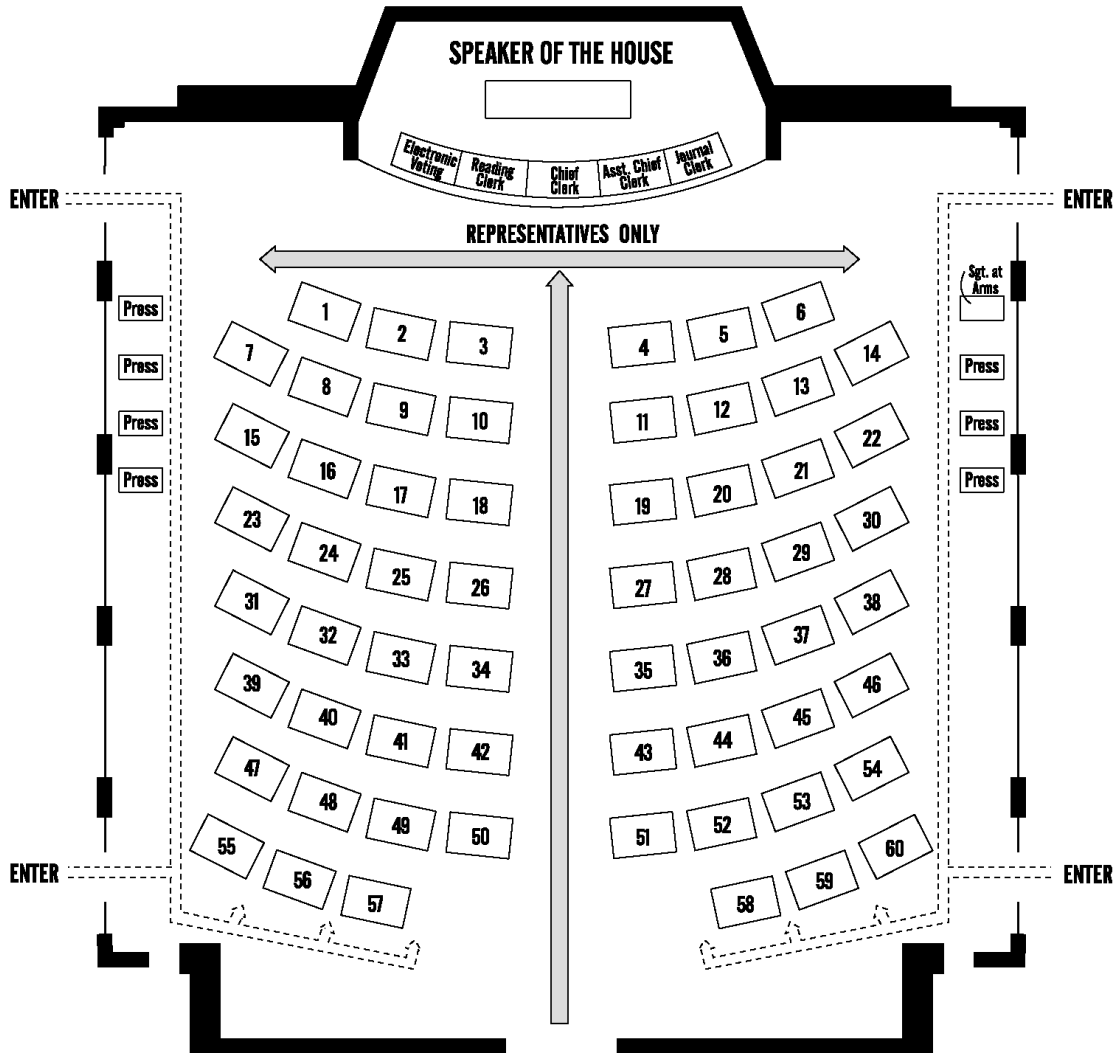 SPEAKER OF THE HOUSE
Electronic
Voting
Reading
Clerk
Chief
Clerk
Asst. Chief
Clerk
Journal
Clerk
ENTER
ENTER
REPRESENTATIVES ONLY
Sgt. at
Arms
Press
Press
Press
Press
Press
Press
Press
1 2 3 4 5 6
7 8 9 10 11 12 13 14
15 16 17 18 19 20 21 22
23 24 25 26 27 28 29 30
31 32 33 34 35 36 37 38
39 40 41 42 43 44 45 46
47 48 49 50 51 52 53 54
55 56 57 58 59 60
ENTER
ENTER